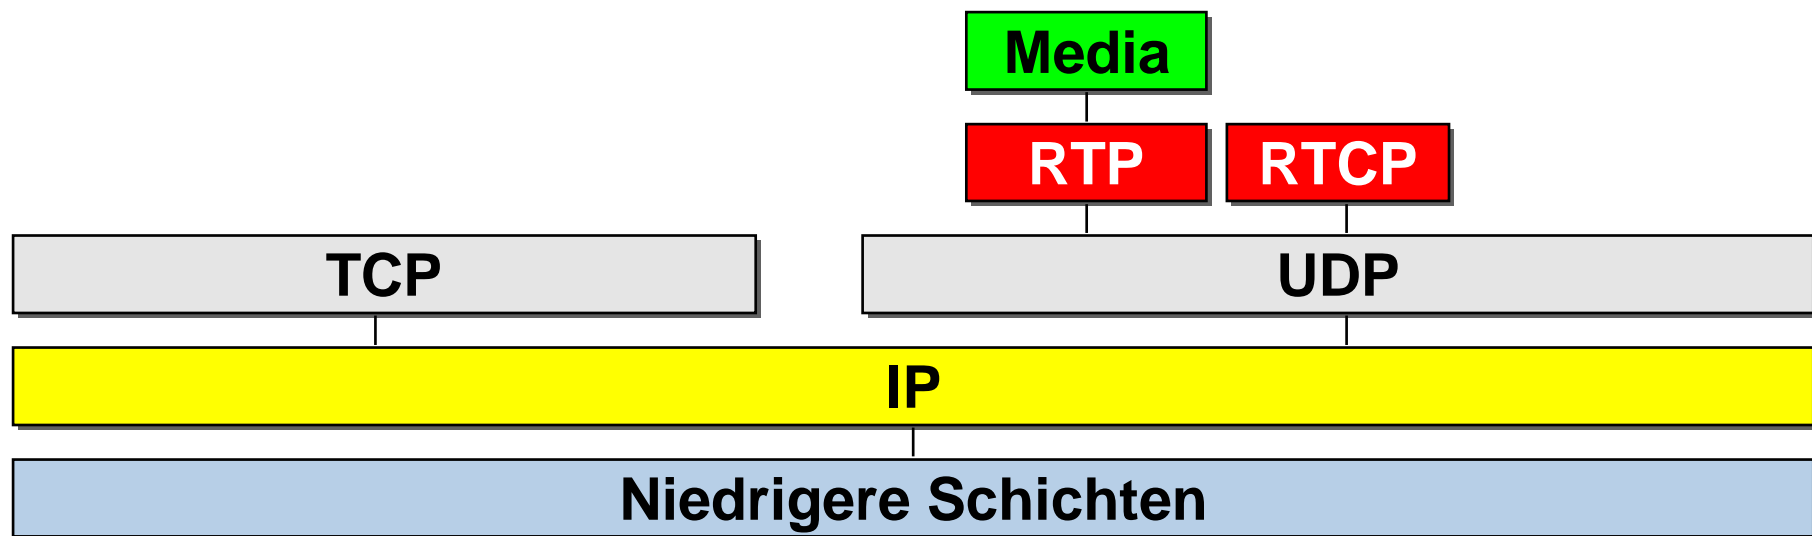 Media
RTP RTCP
TCP UDP
IP
Niedrigere Schichten